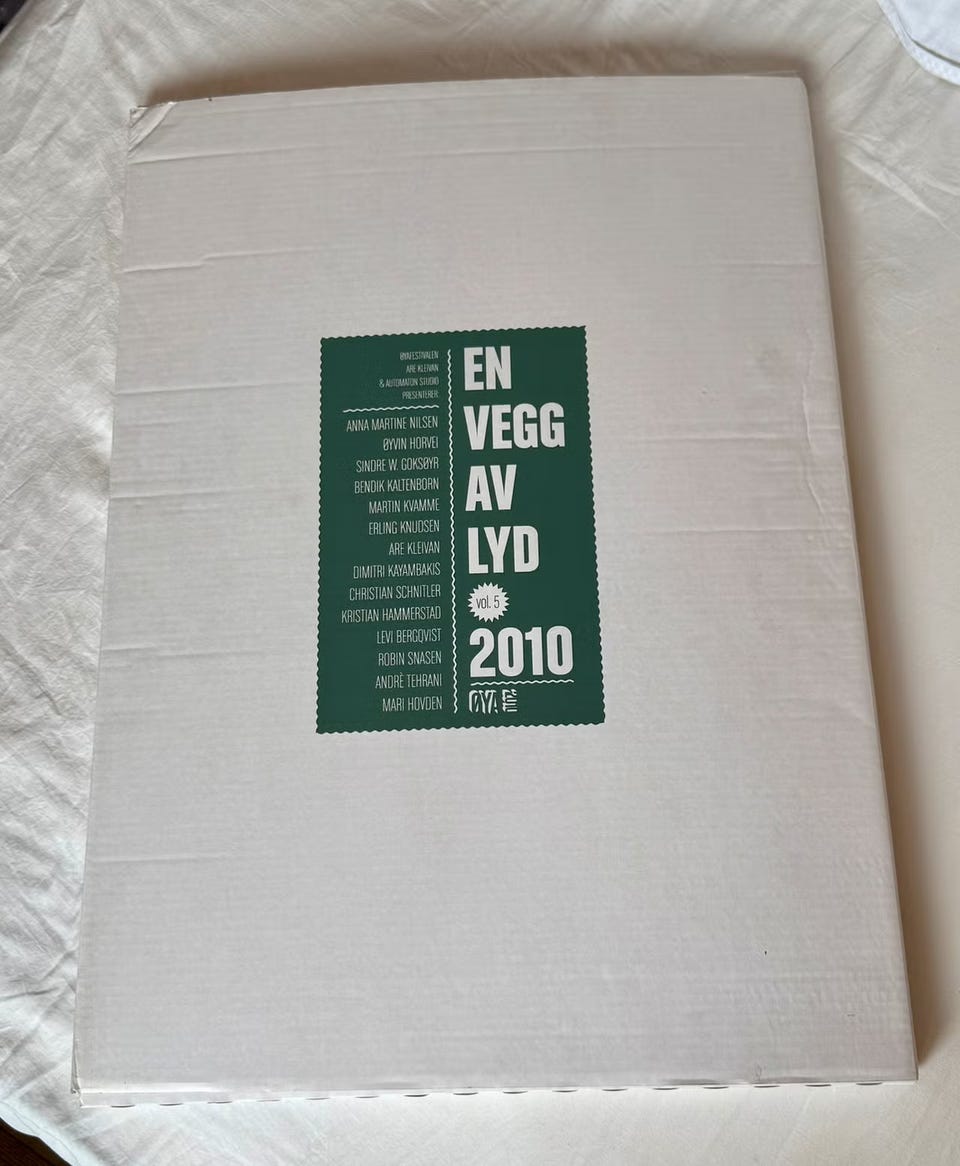 ØYAFESTIVALEN
ARE KLEIVAN
& AUTOMATON STUDIO
PRESENTERER:
ANNA MARTINE NILSEN
ØYVIN HORVEI
SINDRE W. GOKSØYR
BENDIK KALTENBORN
MARTIN KVAMME
ERLING KNUDSEN
ARE KLEIVAN
DIMITRI KAYAMBAKIS
CHRISTIAN SCHNITLER
KRISTIAN HAMMERSTAD
LEVI BERGQVIST
ROBIN SNASEN
ANDRÈ TEHRANI
MARI HOVDEN
EN
VEGG
AV
LYD
vol. 5
2010
ØYA